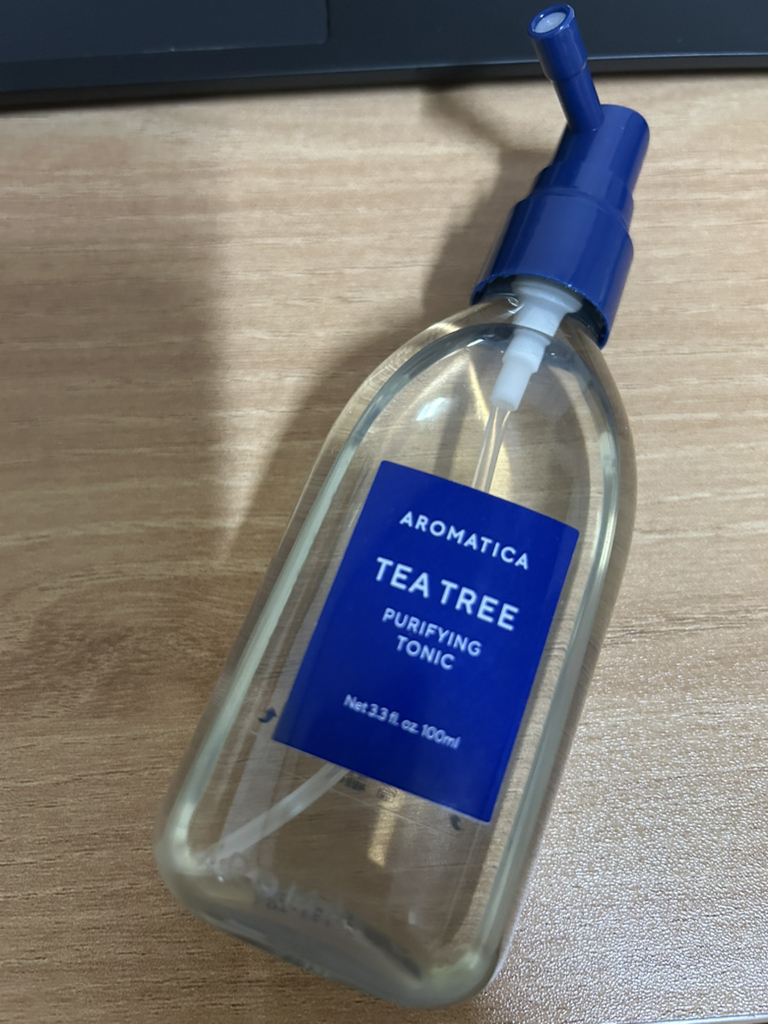 AROMATICA
TEA TREE
PURIFYING
TONIC
Net 3.3 fl. oz. 100ml